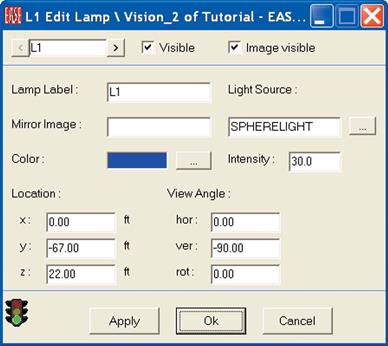 EASE L1 Edit Lamp \ Vision_2 of Tutorial - EAS...
< L1 > Visible Image visible
Lamp Label : L1 Light Source :
Mirror Image : SPHERELIGHT ...
Color : ... Intensity : 30.0
Location : View Angle :
x : 0.00 ft hor : 0.00
y : -67.00 ft ver : -90.00
z : 22.00 ft rot : 0.00
Apply Ok Cancel